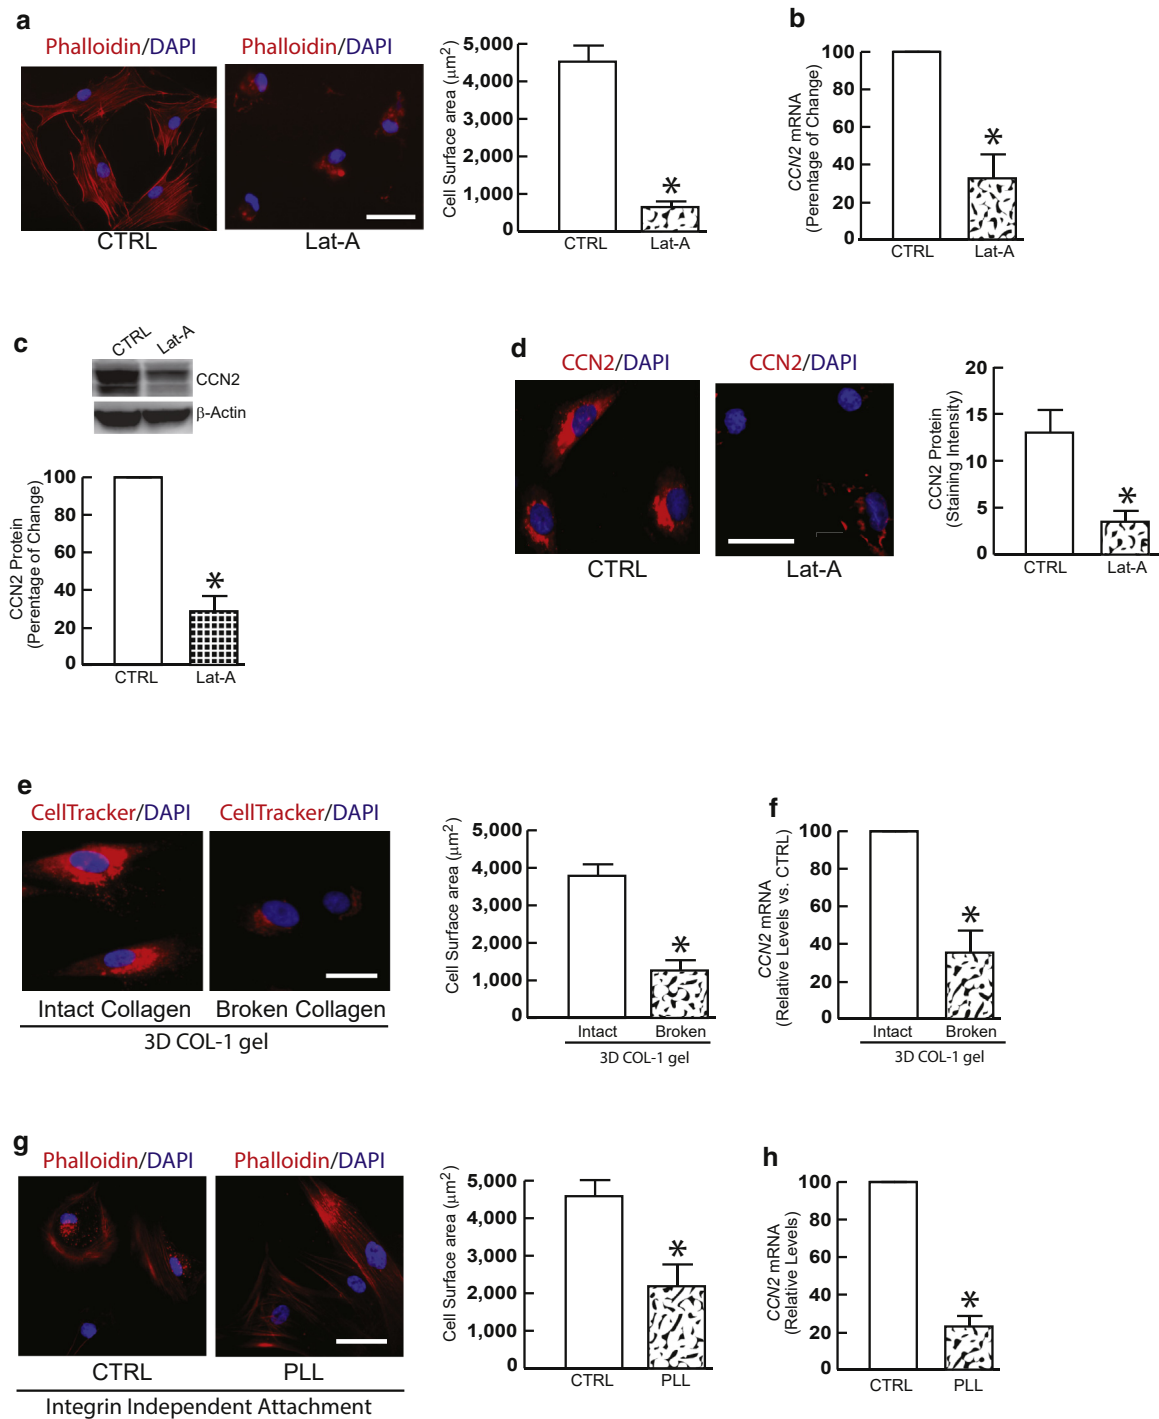 a
Phalloidin/DAPI
Phalloidin/DAPI
CTRL
Lat-A
Cell Surface area (µm2)
5,000
4,000
3,000
2,000
1,000
0
*
CTRL
Lat-A
b
CCN2 mRNA
(Perentage of Change)
100
80
60
40
20
0
*
CTRL
Lat-A
c
CTRL
Lat-A
CCN2
β-Actin
CCN2 Protein
(Perentage of Change)
100
80
60
40
20
0
*
CTRL
Lat-A
d
CCN2/DAPI
CCN2/DAPI
CTRL
Lat-A
CCN2 Protein
(Staining Intensity)
20
15
10
5
0
*
CTRL
Lat-A
e
CellTracker/DAPI
CellTracker/DAPI
Intact Collagen
Broken Collagen
3D COL-1 gel
Cell Surface area (µm2)
5,000
4,000
3,000
2,000
1,000
0
*
Intact
Broken
3D COL-1 gel
f
CCN2 mRNA
(Relative Levels vs. CTRL)
100
80
60
40
20
0
*
Intact
Broken
3D COL-1 gel
g
Phalloidin/DAPI
Phalloidin/DAPI
CTRL
PLL
Integrin Independent Attachment
Cell Surface area (µm2)
5,000
4,000
3,000
2,000
1,000
0
*
CTRL
PLL
h
CCN2 mRNA
(Relative Levels)
100
80
60
40
20
0
*
CTRL
PLL